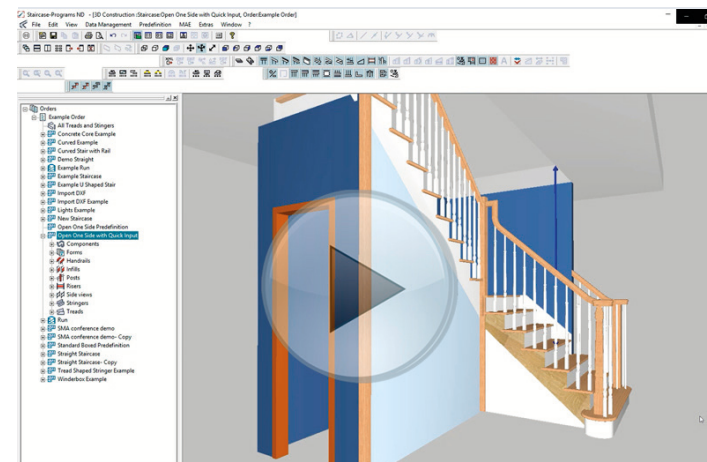 Staircase-Programs ND - [3D Construction :Staircase:Open One Side with Quick Input, Order:Example Order]
File Edit View Data Management Predefinition MAE Extras Window ?
Orders
Example Order
All Treads and Stingers
Concrete Core Example
Curved Example
Curved Stair with Rail
Demo Straight
Example Run
Example Staircase
Example U Shaped Stair
Import DXF
Import DXF Example
Lights Example
New Staircase
Open One Side Predefinition
Open One Side with Quick Input
Components
Forms
Handrails
Infills
Posts
Risers
Side views
Stringers
Treads
Run
SMA conference demo
SMA conference demo- Copy
Standard Boxed Predefinition
Straight Staircase
Straight Staircase- Copy
Tread Shaped Stringer Example
Winderbox Example